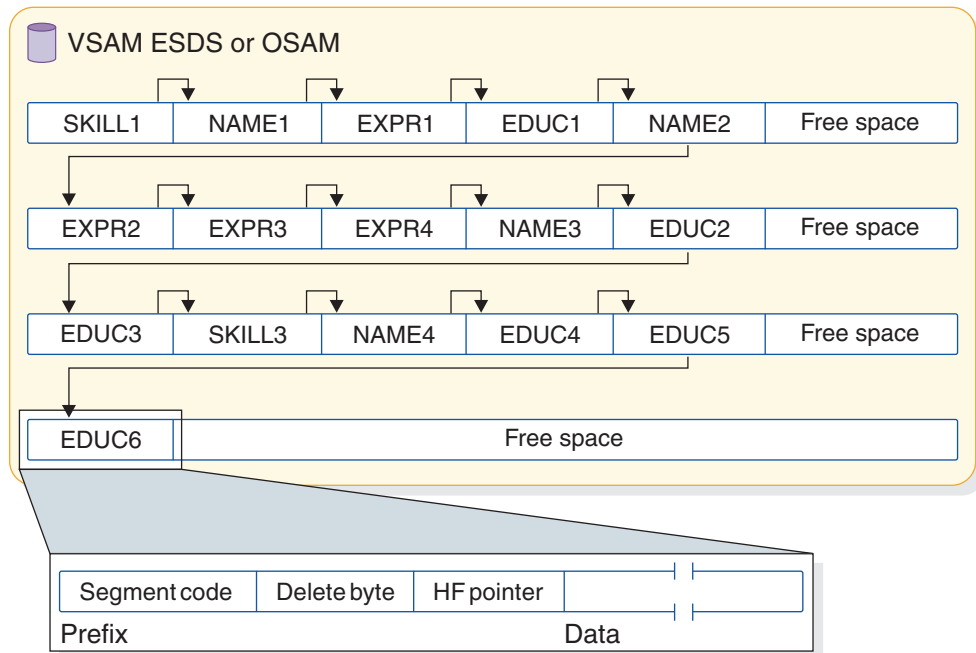 VSAM ESDS or OSAM
SKILL1 NAME1 EXPR1 EDUC1 NAME2 Free space
EXPR2 EXPR3 EXPR4 NAME3 EDUC2 Free space
EDUC3 SKILL3 NAME4 EDUC4 EDUC5 Free space
EDUC6 Free space
Segment code Delete byte HF pointer
Prefix Data